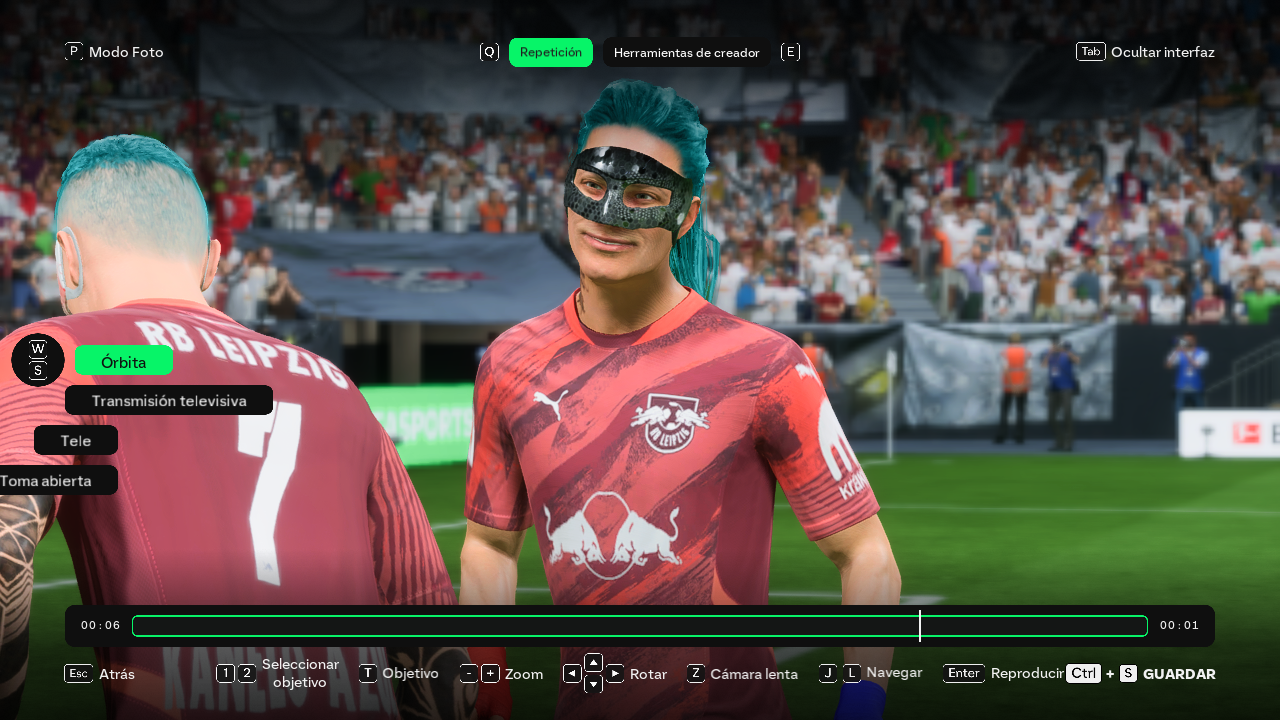 P Modo Foto
Q Repetición Herramientas de creador E
Tab Ocultar interfaz
RB LEIPZIG
7
W
S
Órbita
Transmisión televisiva
Tele
Toma abierta
RB LEIPZIG
00:06
00:01
Esc Atrás
1 2 Seleccionar
objetivo
T Objetivo
- + Zoom
Rotar
Z Cámara lenta
J L Navegar
Enter Reproducir
Ctrl + S GUARDAR